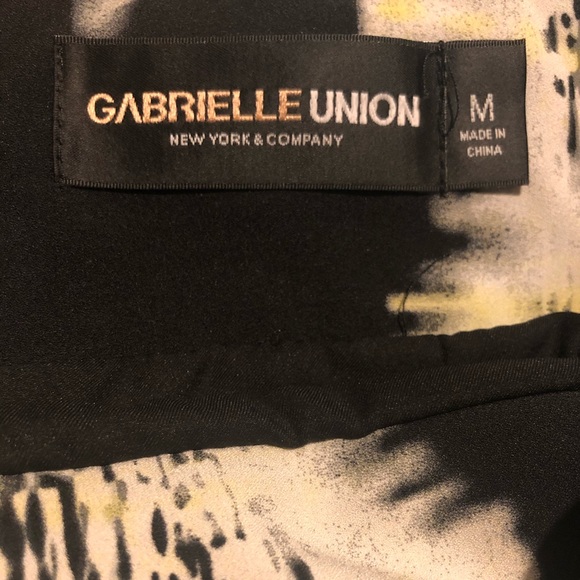 GABRIELLE UNION
NEW YORK & COMPANY
M
MADE IN
CHINA